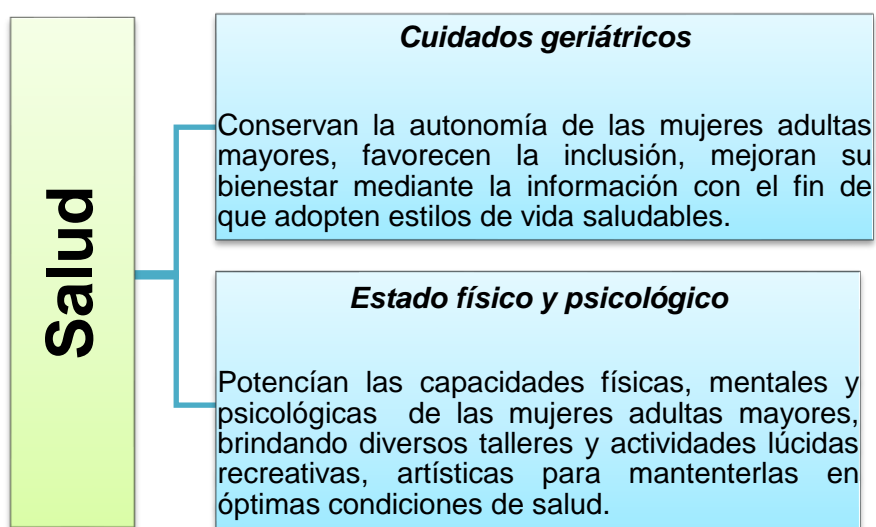 Salud
Cuidados geriátricos
Conservan la autonomía de las mujeres adultas
mayores, favorecen la inclusión, mejoran su
bienestar mediante la información con el fin de
que adopten estilos de vida saludables.
Estado físico y psicológico
Potencían las capacidades físicas, mentales y
psicológicas de las mujeres adultas mayores,
brindando diversos talleres y actividades lúcidas
recreativas, artísticas para mantenterlas en
óptimas condiciones de salud.